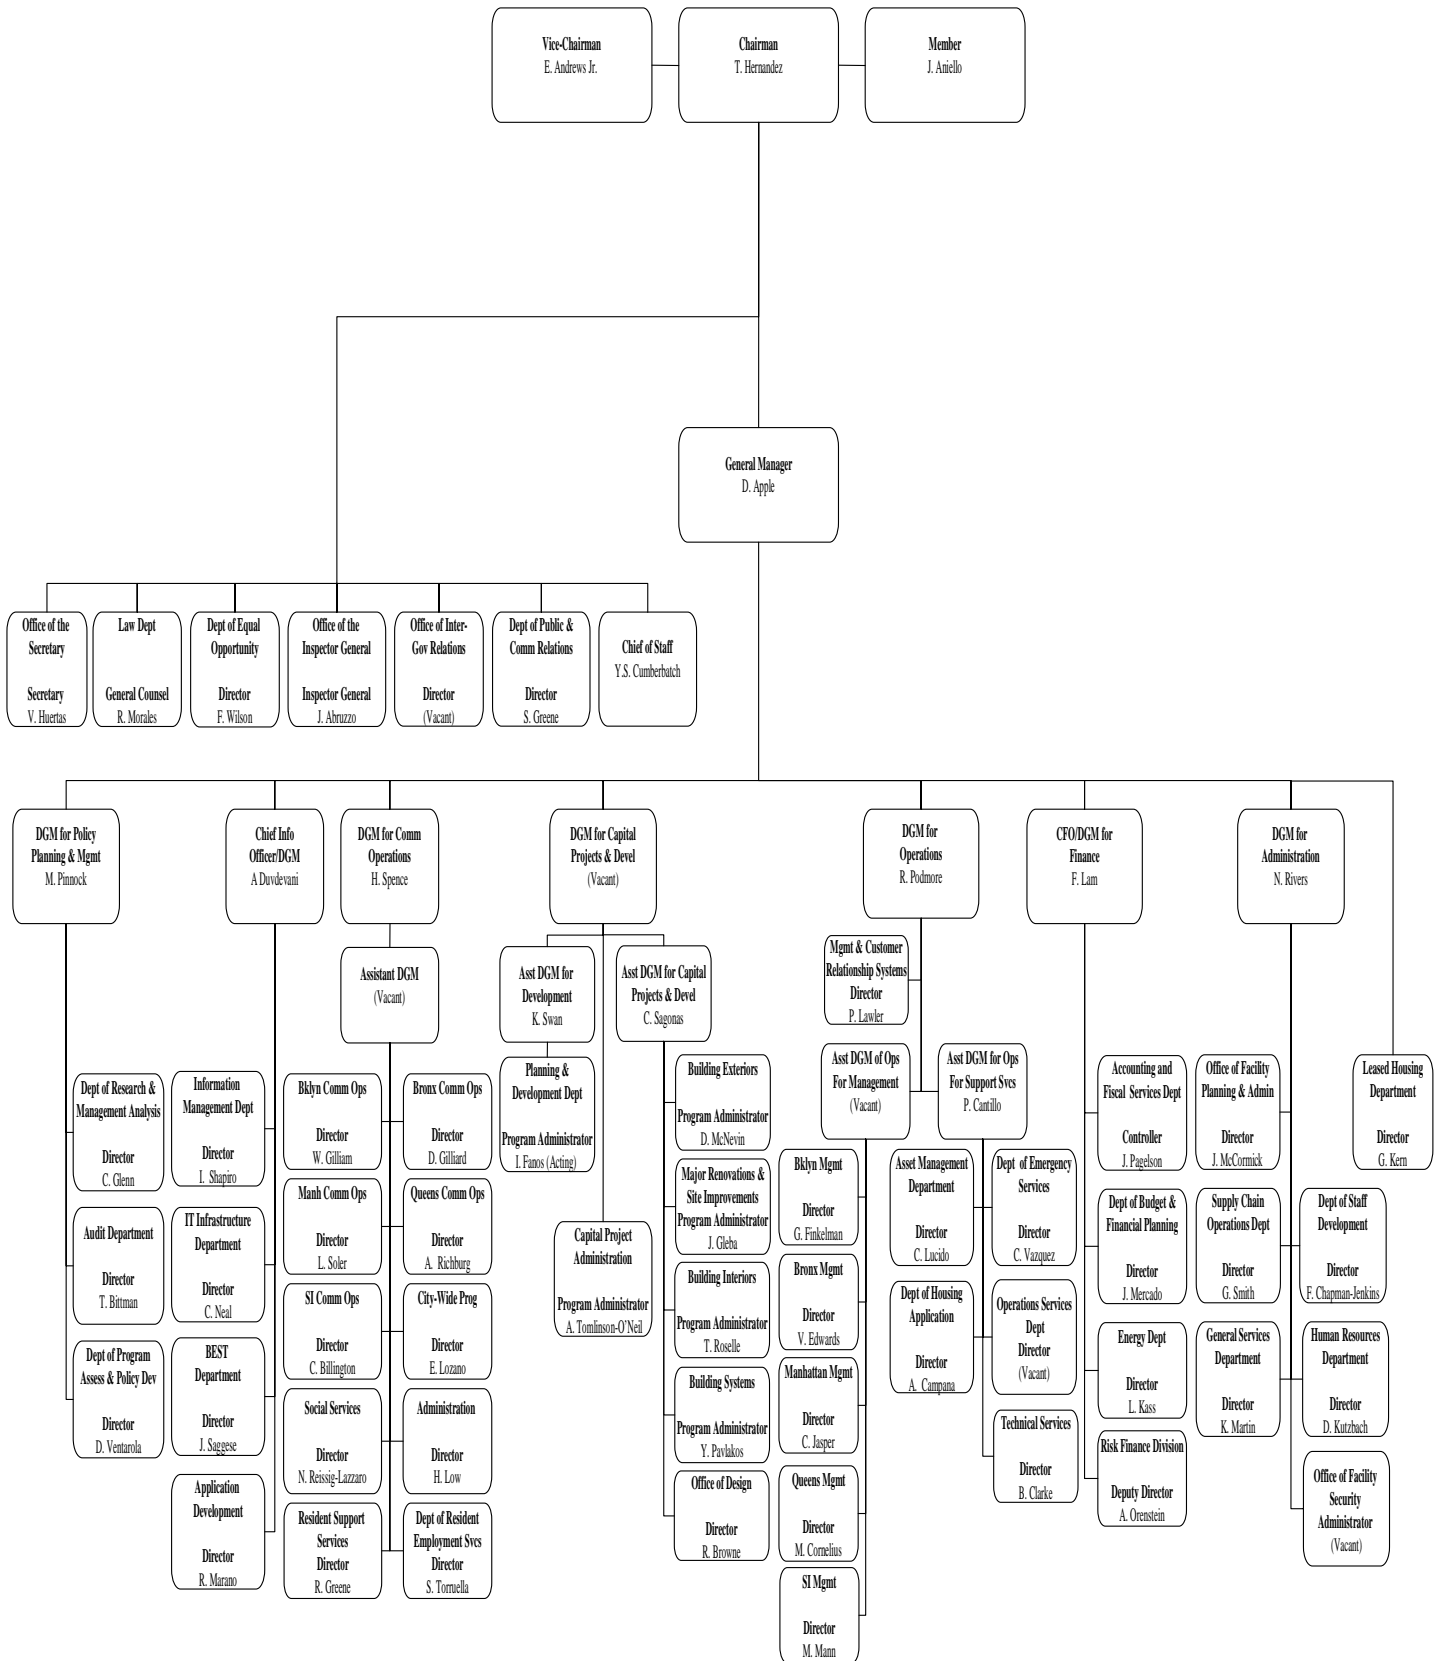 Vice-Chairman
E. Andrews Jr.
Chairman
T. Hernandez
Member
J. Aniello
General Manager
D. Apple
Office of the
Secretary
Secretary
V. Huertas
Law Dept
General Counsel
R. Morales
Dept of Equal
Opportunity
Director
F. Wilson
Office of the
Inspector General
Inspector General
J. Abruzzo
Office of Inter-
Gov Relations
Director
(Vacant)
Dept of Public &
Comm Relations
Director
S. Greene
Chief of Staff
Y.S. Cumberbatch
DGM for Policy
Planning & Mgmt
M. Pinnock
Chief Info
Officer/DGM
A Duvdevani
DGM for Comm
Operations
H. Spence
DGM for Capital
Projects & Devel
(Vacant)
DGM for
Operations
R. Podmore
CFO/DGM for
Finance
F. Lam
DGM for
Administration
N. Rivers
Assistant DGM
(Vacant)
Asst DGM for
Development
K. Swan
Asst DGM for Capital
Projects & Devel
C. Sagonas
Mgmt & Customer
Relationship Systems
Director
P. Lawler
Asst DGM of Ops
For Management
(Vacant)
Asst DGM for Ops
For Support Svcs
P. Cantillo
Dept of Research &
Management Analysis
Director
C. Glenn
Audit Department
Director
T. Bittman
Dept of Program
Assess & Policy Dev
Director
D. Ventarola
Information
Management Dept
Director
I. Shapiro
IT Infrastructure
Department
Director
C. Neal
BEST
Department
Director
J. Saggese
Application
Development
Director
R. Marano
Bklyn Comm Ops
Director
W. Gilliam
Bronx Comm Ops
Director
D. Gilliard
Manh Comm Ops
Director
L. Soler
Queens Comm Ops
Director
A. Richburg
SI Comm Ops
Director
C. Billington
City-Wide Prog
Director
E. Lozano
Social Services
Director
N. Reissig-Lazzaro
Administration
Director
H. Low
Resident Support
Services
Director
R. Greene
Dept of Resident
Employment Svcs
Director
S. Torruella
Planning &
Development Dept
Program Administrator
I. Fanos (Acting)
Capital Project
Administration
Program Administrator
A. Tomlinson-O'Neil
Building Exteriors
Program Administrator
D. McNevin
Major Renovations &
Site Improvements
Program Administrator
J. Gleba
Building Interiors
Program Administrator
T. Roselle
Building Systems
Program Administrator
Y. Pavlakos
Office of Design
Director
R. Browne
Bklyn Mgmt
Director
G. Finkelman
Bronx Mgmt
Director
V. Edwards
Manhattan Mgmt
Director
C. Jasper
Queens Mgmt
Director
M. Cornelius
SI Mgmt
Director
M. Mann
Asset Management
Department
Director
C. Lucido
Dept of Emergency
Services
Director
C. Vazquez
Dept of Housing
Application
Director
A. Campana
Operations Services
Dept
Director
(Vacant)
Technical Services
Director
B. Clarke
Accounting and
Fiscal Services Dept
Controller
J. Pagelson
Dept of Budget &
Financial Planning
Director
J. Mercado
Energy Dept
Director
L. Kass
Risk Finance Division
Deputy Director
A. Orenstein
Office of Facility
Planning & Admin
Director
J. McCormick
Supply Chain
Operations Dept
Director
G. Smith
Dept of Staff
Development
Director
F. Chapman-Jenkins
General Services
Department
Director
K. Martin
Human Resources
Department
Director
D. Kutzbach
Office of Facility
Security
Administrator
(Vacant)
Leased Housing
Department
Director
G. Kern